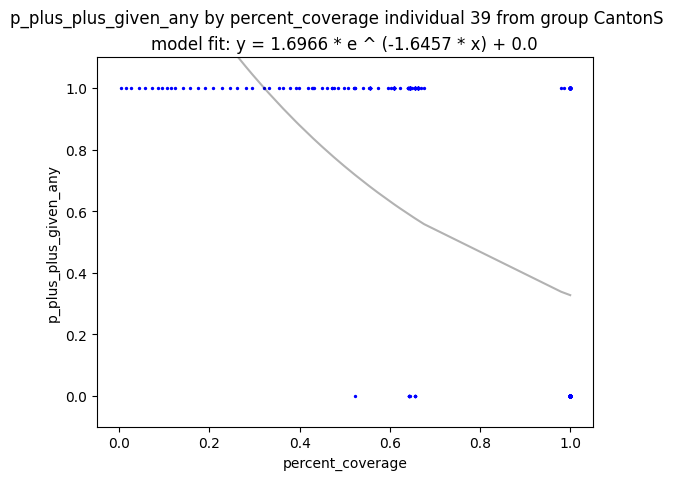 p_plus_plus_given_any by percent_coverage individual 39 from group CantonS
model fit: y = 1.6966 * e ^ (-1.6457 * x) + 0.0
1.0
0.8
0.6
0.4
0.2
0.0
p_plus_plus_given_any
0.0 0.2 0.4 0.6 0.8 1.0
percent_coverage